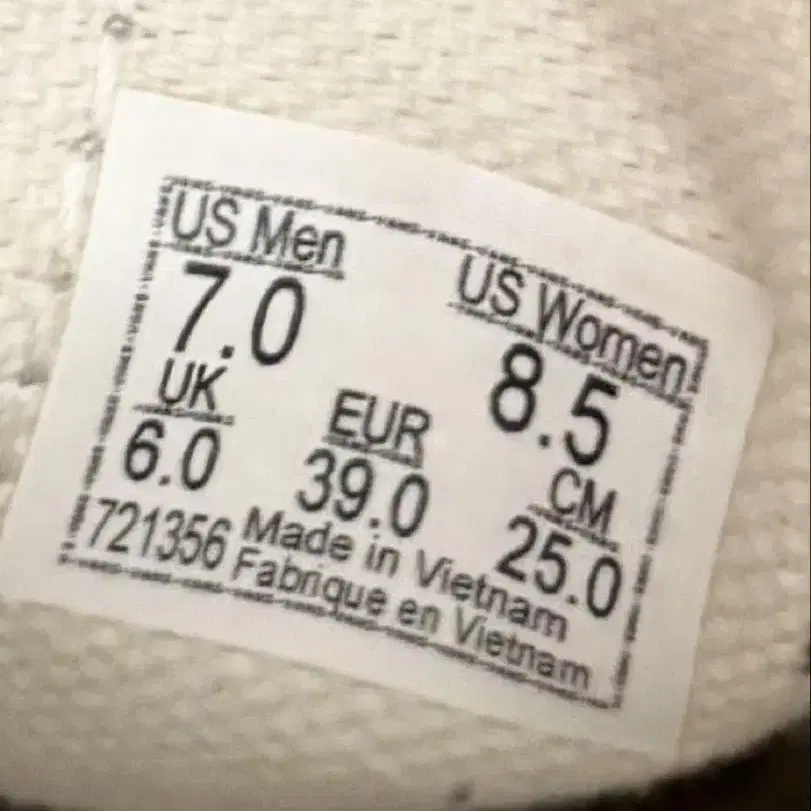 US Men US Women
7.0 8.5
UK EUR CM
6.0 39.0 25.0
721356 Made in Vietnam
Fabrique en Vietnam